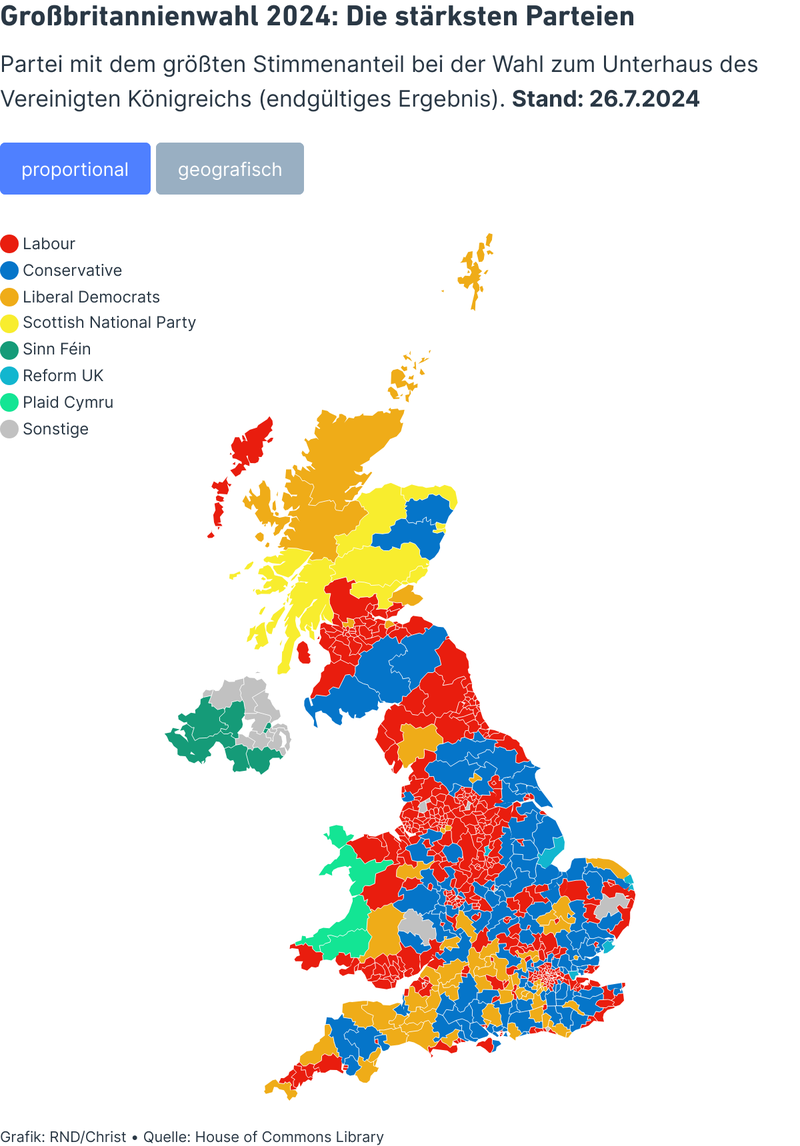 Großbritannienwahl 2024: Die stärksten Parteien
Partei mit dem größten Stimmenanteil bei der Wahl zum Unterhaus des
Vereinigten Königreichs (endgültiges Ergebnis). Stand: 26.7.2024
proportional
geografisch
Labour
Conservative
Liberal Democrats
Scottish National Party
Sinn Féin
Reform UK
Plaid Cymru
Sonstige
Grafik: RND/Christ • Quelle: House of Commons Library